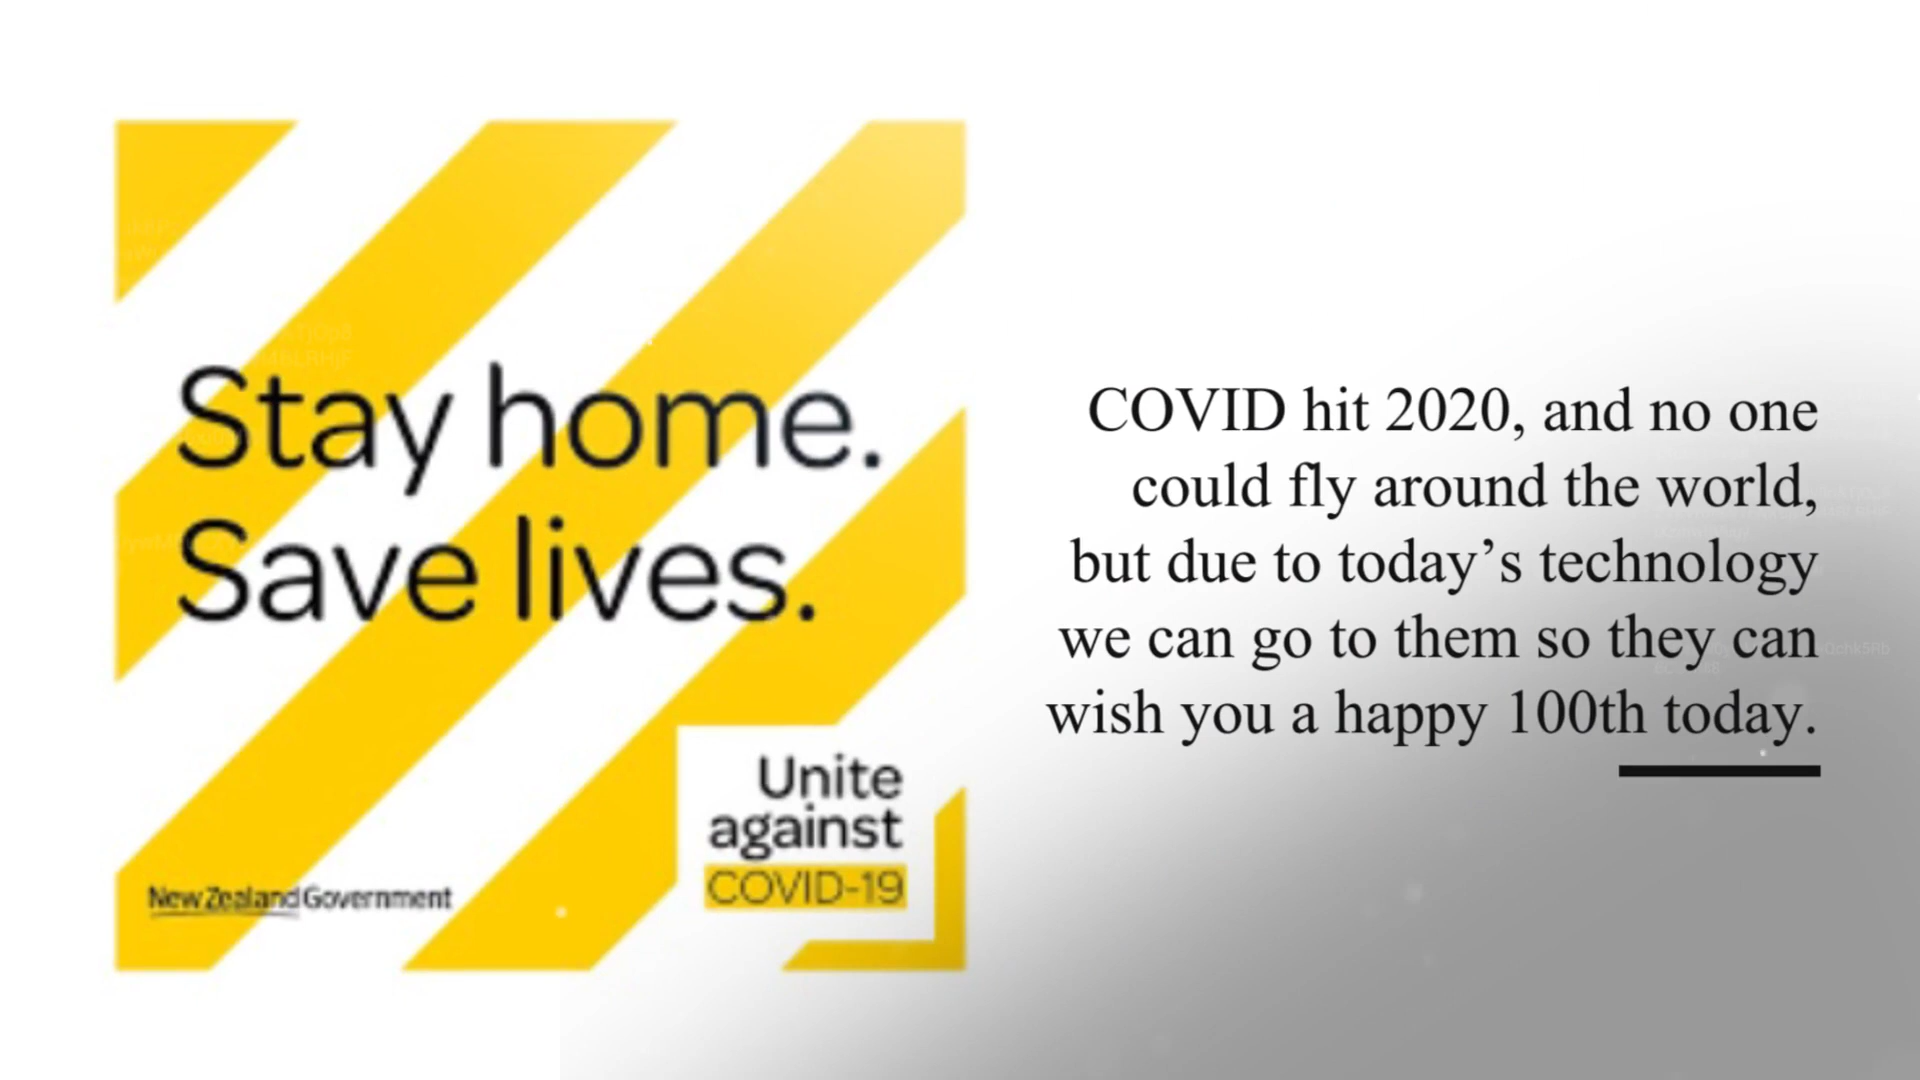 Stay home.
Save lives.
Unite
against
COVID-19
New Zealand Government
COVID hit 2020, and no one
could fly around the world,
but due to today’s technology
we can go to them so they can
wish you a happy 100th today.